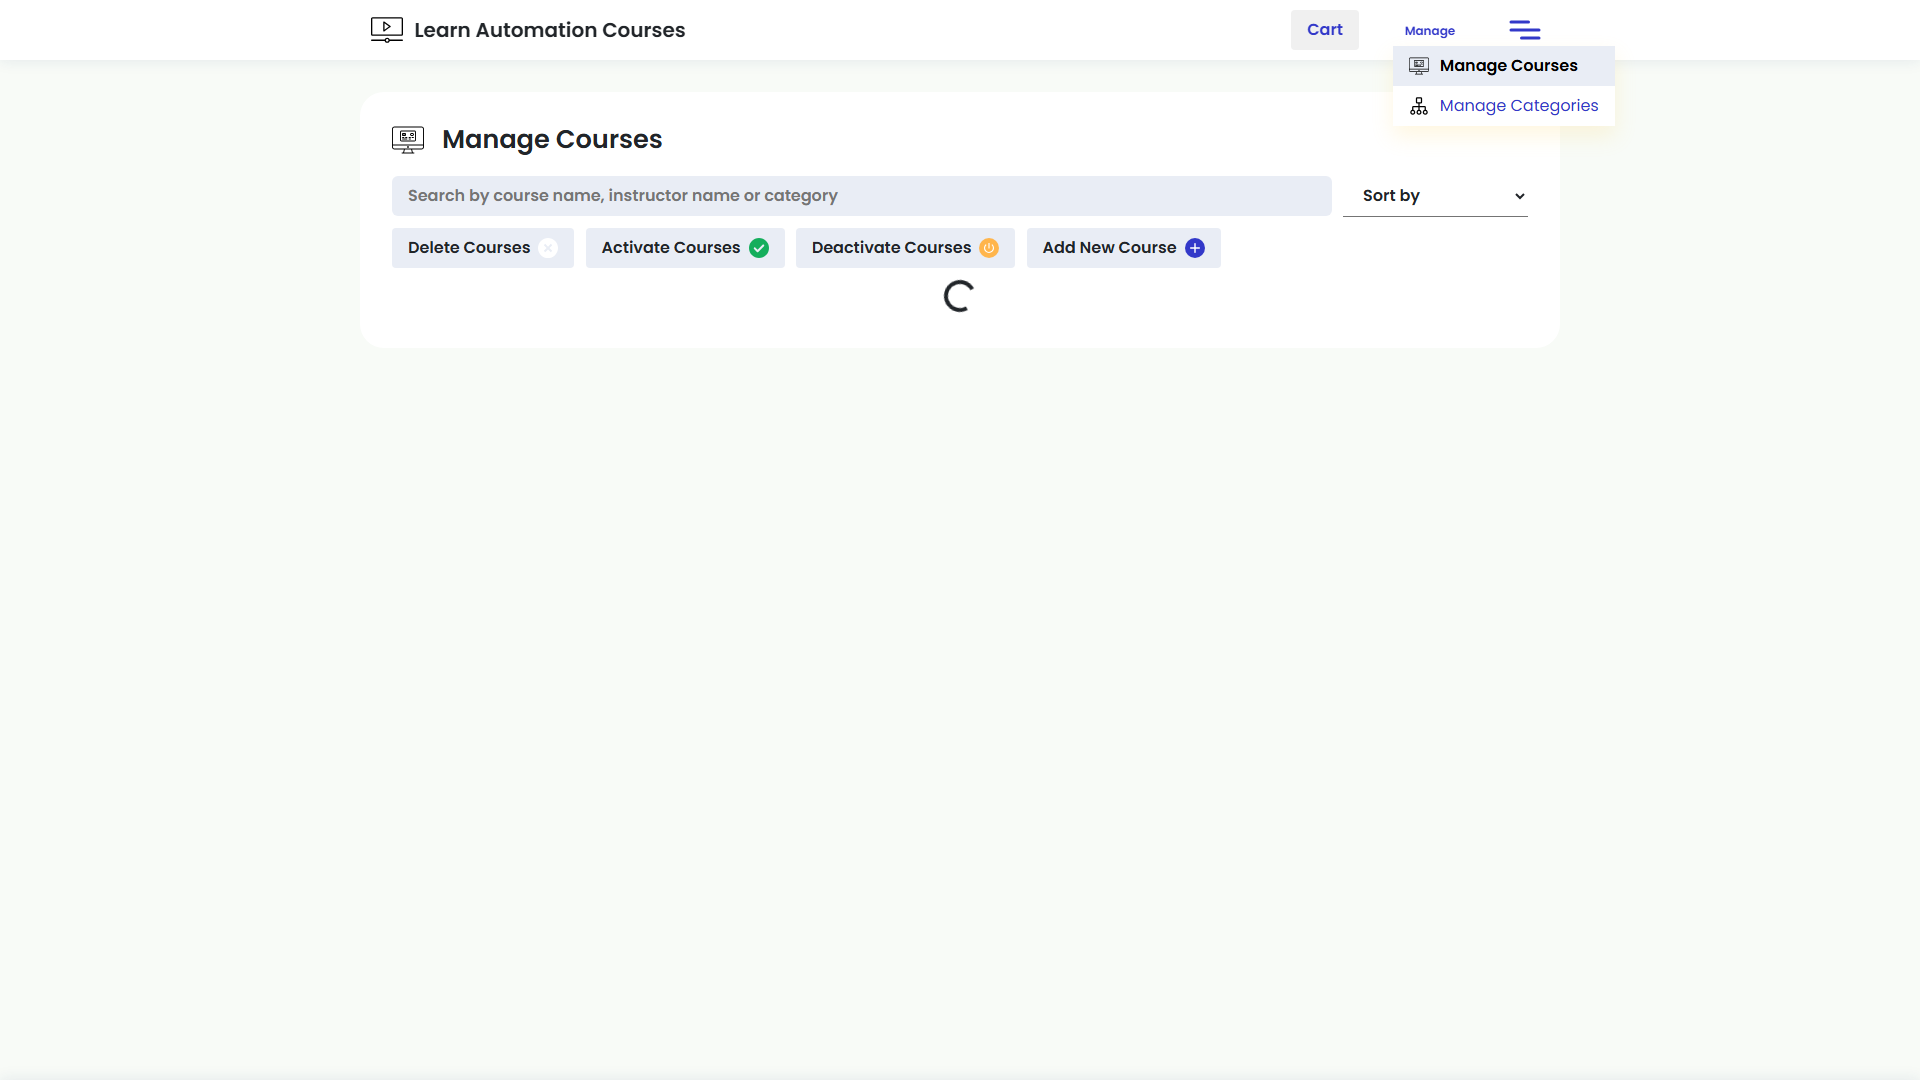 Learn Automation Courses
Cart
Manage
Manage Courses
Manage Categories
Manage Courses
Search by course name, instructor name or category
Sort by
Delete Courses
Activate Courses
Deactivate Courses
Add New Course